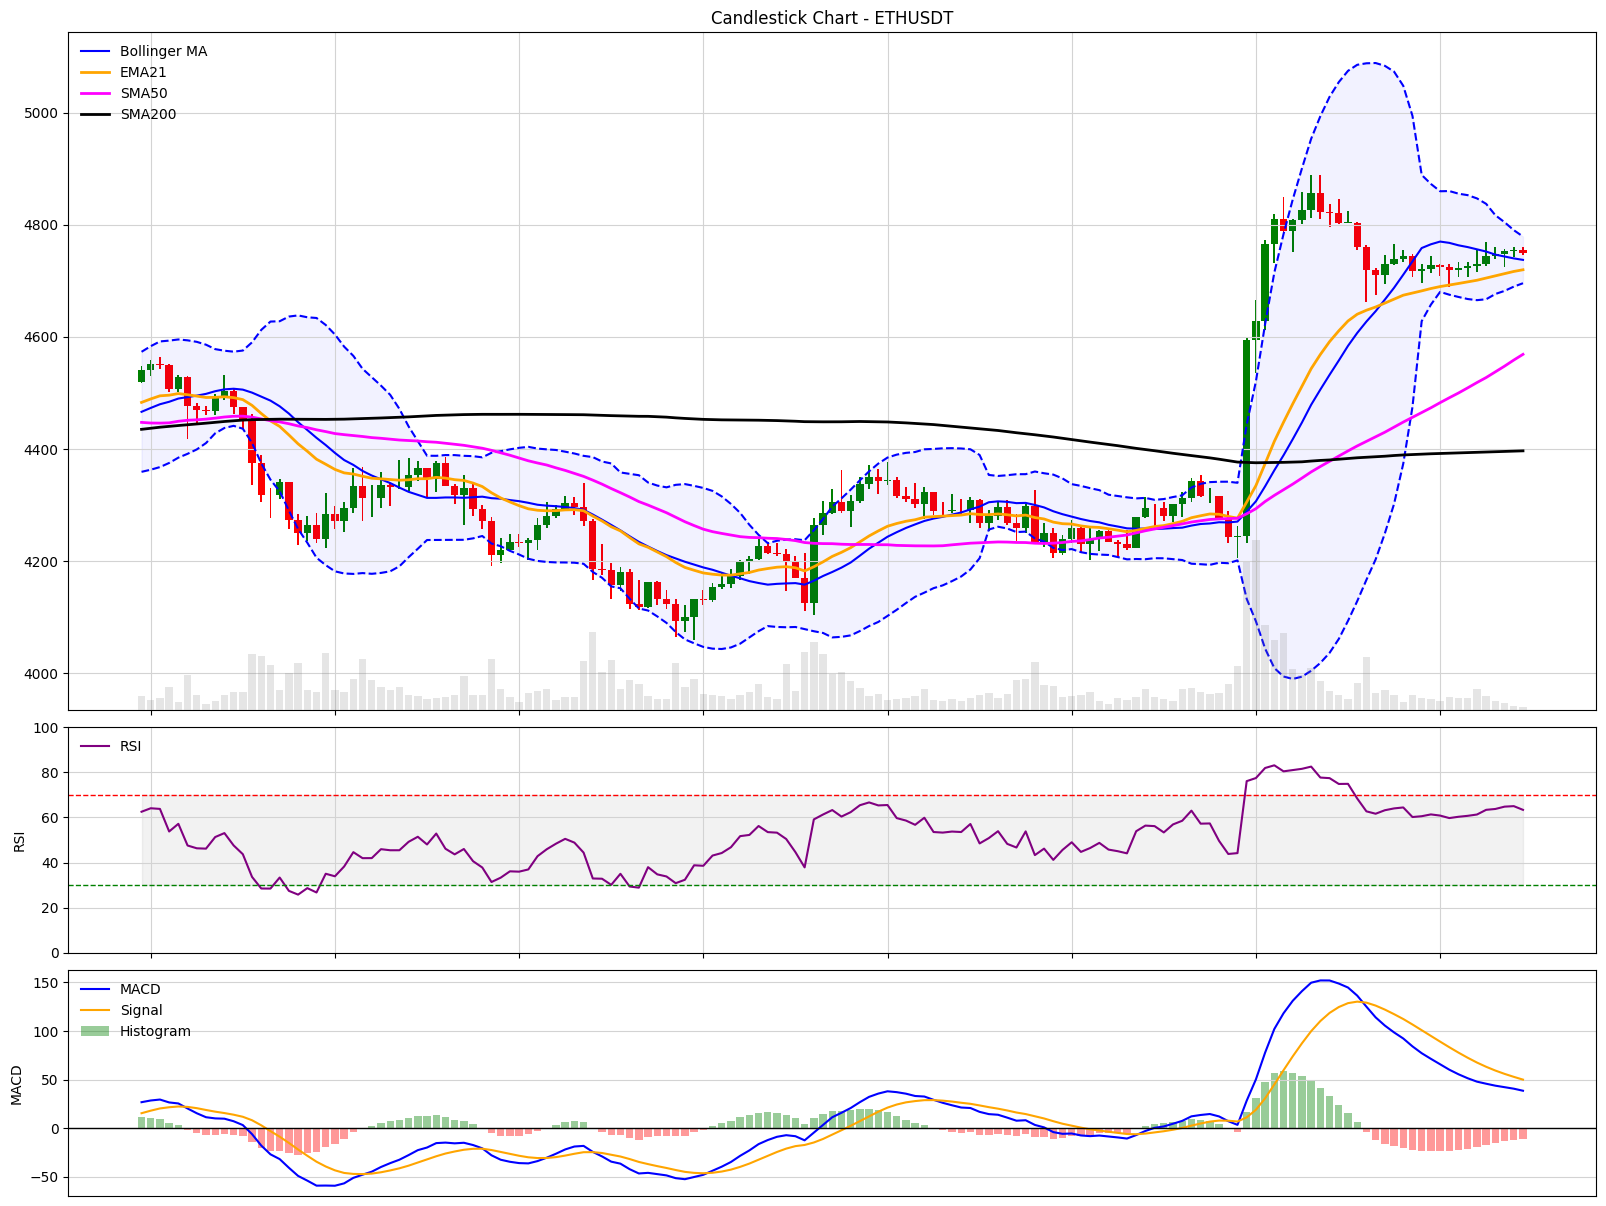 Candlestick Chart - ETHUSDT
Bollinger MA
EMA21
SMA50
SMA200
5000
4800
4600
4400
4200
4000
100
80
60
40
20
0
RSI
RSI
150
100
50
0
−50
MACD
MACD
Signal
Histogram